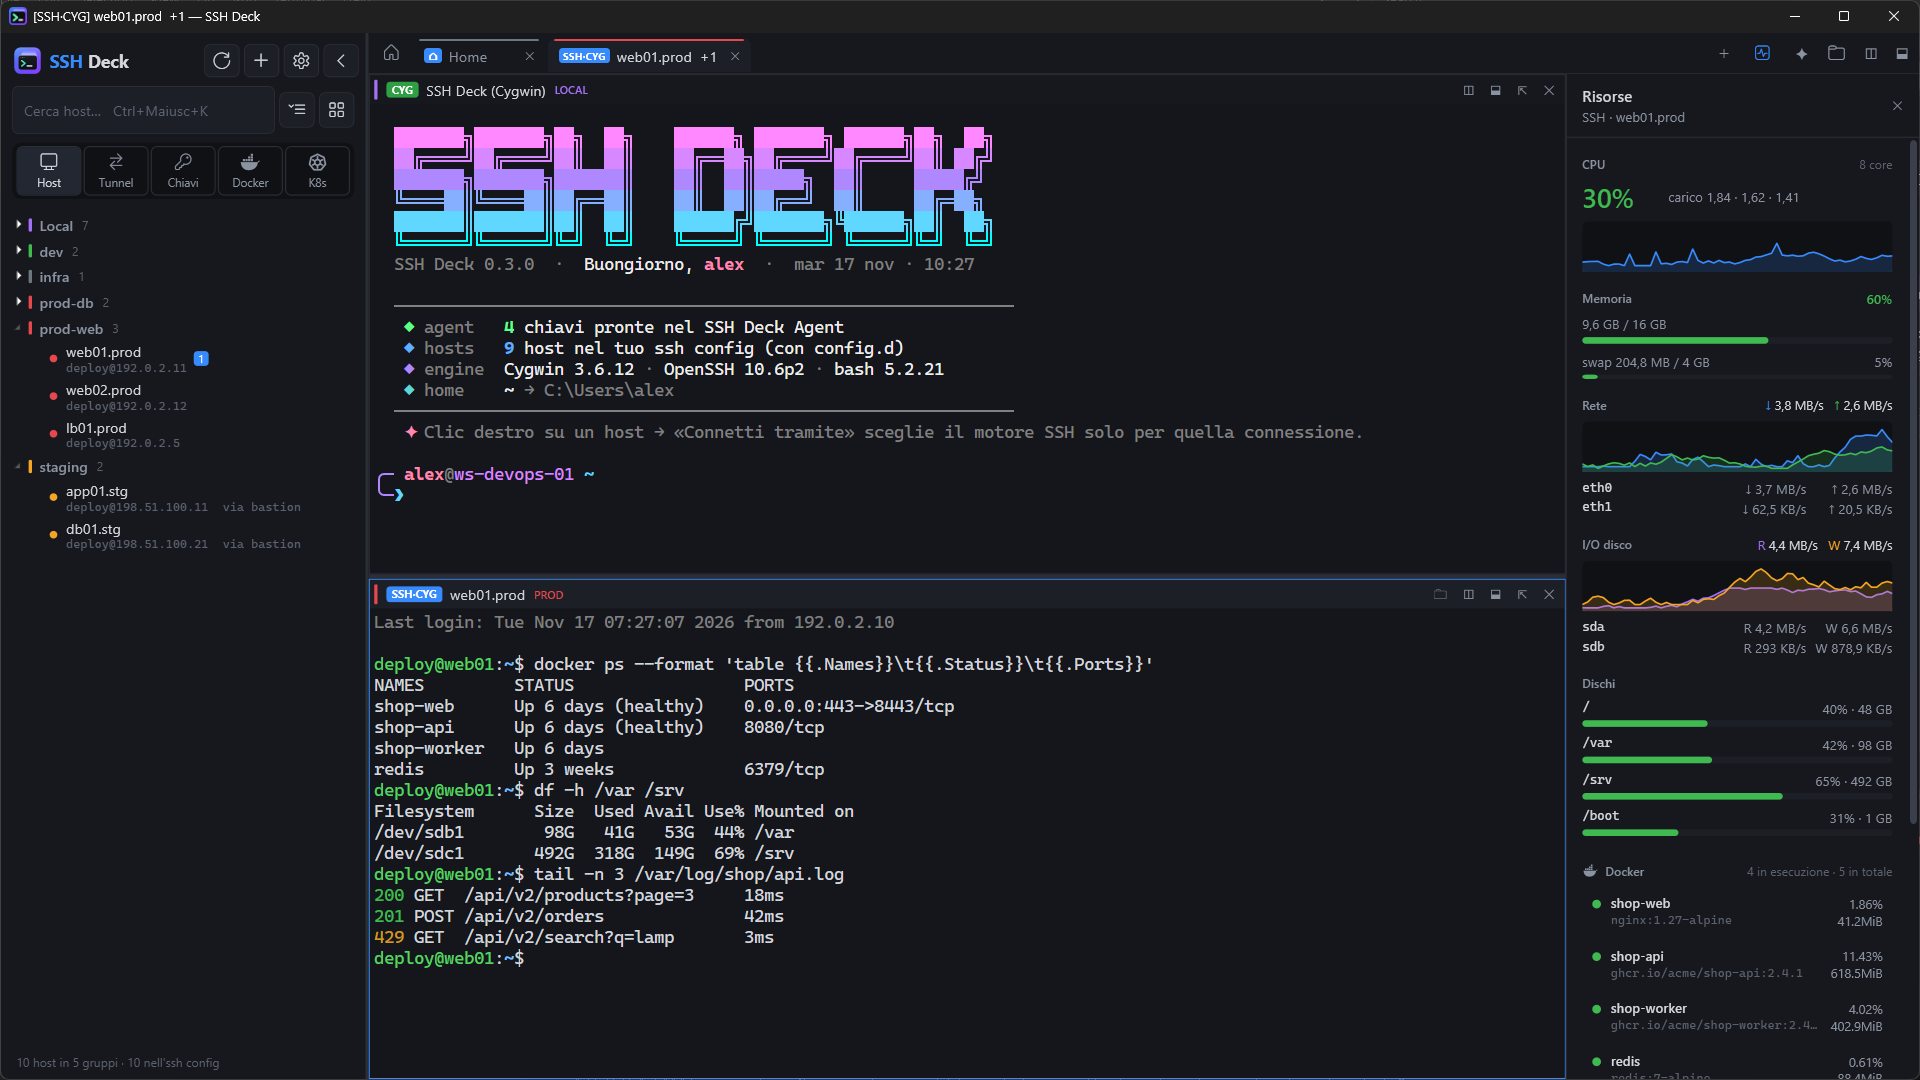 [SSH·CYG] web01.prod +1 — SSH Deck
SSH Deck
Cerca host... Ctrl+Maiusc+K
Host
Tunnel
Chiavi
Docker
K8s
Local 7
dev 2
infra 1
prod-db 2
prod-web 3
web01.prod 1
deploy@192.0.2.11
web02.prod
deploy@192.0.2.12
lb01.prod
deploy@192.0.2.5
staging 2
app01.stg
deploy@198.51.100.11 via bastion
db01.stg
deploy@198.51.100.21 via bastion
10 host in 5 gruppi · 10 nell'ssh config
Home
SSH·CYG web01.prod +1
CYG SSH Deck (Cygwin) LOCAL
SSH DECK
SSH Deck 0.3.0 · Buongiorno, alex · mar 17 nov · 10:27
◆ agent 4 chiavi pronte nel SSH Deck Agent
◆ hosts 9 host nel tuo ssh config (con config.d)
◆ engine Cygwin 3.6.12 · OpenSSH 10.6p2 · bash 5.2.21
◆ home ~ → C:\Users\alex
✦ Clic destro su un host → «Connetti tramite» sceglie il motore SSH solo per quella connessione.
alex@ws-devops-01 ~
❯
SSH·CYG web01.prod PROD
Last login: Tue Nov 17 07:27:07 2026 from 192.0.2.10
deploy@web01:~$ docker ps --format 'table {{.Names}}\t{{.Status}}\t{{.Ports}}'
NAMES STATUS PORTS
shop-web Up 6 days (healthy) 0.0.0.0:443->8443/tcp
shop-api Up 6 days (healthy) 8080/tcp
shop-worker Up 6 days
redis Up 3 weeks 6379/tcp
deploy@web01:~$ df -h /var /srv
Filesystem Size Used Avail Use% Mounted on
/dev/sdb1 98G 41G 53G 44% /var
/dev/sdc1 492G 318G 149G 69% /srv
deploy@web01:~$ tail -n 3 /var/log/shop/api.log
200 GET /api/v2/products?page=3 18ms
201 POST /api/v2/orders 42ms
429 GET /api/v2/search?q=lamp 3ms
deploy@web01:~$
Risorse
SSH · web01.prod
CPU 8 core
30% carico 1,84 · 1,62 · 1,41
Memoria 60%
9,6 GB / 16 GB
swap 204,8 MB / 4 GB 5%
Rete ↓ 3,8 MB/s ↑ 2,6 MB/s
eth0 ↓ 3,7 MB/s ↑ 2,6 MB/s
eth1 ↓ 62,5 KB/s ↑ 20,5 KB/s
I/O disco R 4,4 MB/s W 7,4 MB/s
sda R 4,2 MB/s W 6,6 MB/s
sdb R 293 KB/s W 878,9 KB/s
Dischi
/ 40% · 48 GB
/var 42% · 98 GB
/srv 65% · 492 GB
/boot 31% · 1 GB
Docker 4 in esecuzione · 5 in totale
shop-web 1.86%
nginx:1.27-alpine 41.2MiB
shop-api 11.43%
ghcr.io/acme/shop-api:2.4.1 618.5MiB
shop-worker 4.02%
ghcr.io/acme/shop-worker:2.4… 402.9MiB
redis 0.61%
redis:7-alpine 88.4MiB